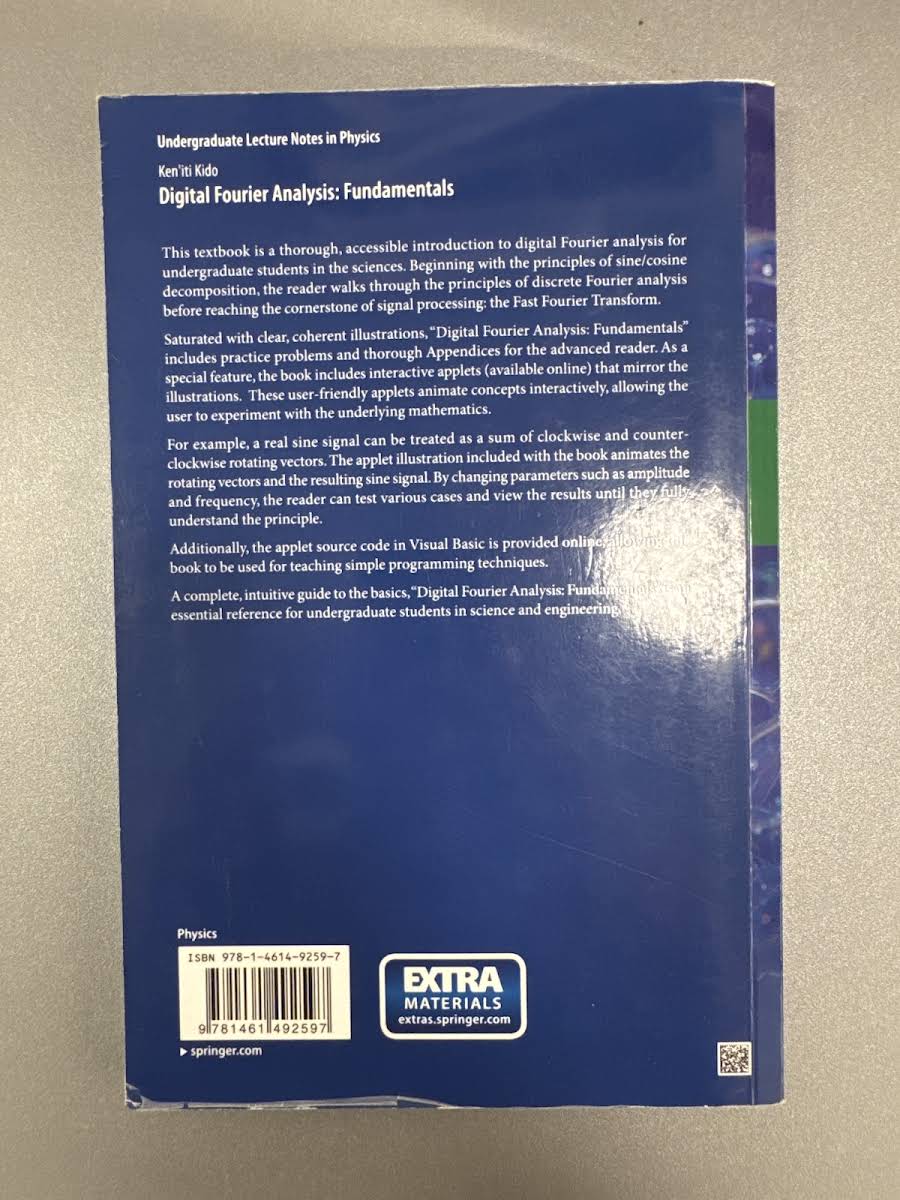 Undergraduate Lecture Notes in Physics
Ken'iti Kido
Digital Fourier Analysis: Fundamentals
This textbook is a thorough, accessible introduction to digital Fourier analysis for
undergraduate students in the sciences. Beginning with the principles of sine/cosine
decomposition, the reader walks through the principles of discrete Fourier analysis
before reaching the cornerstone of signal processing: the Fast Fourier Transform.
Saturated with clear, coherent illustrations, “Digital Fourier Analysis: Fundamentals”
includes practice problems and thorough Appendices for the advanced reader. As a
special feature, the book includes interactive applets (available online) that mirror the
illustrations. These user-friendly applets animate concepts interactively, allowing the
user to experiment with the underlying mathematics.
For example, a real sine signal can be treated as a sum of clockwise and counter-
clockwise rotating vectors. The applet illustration included with the book animates the
rotating vectors and the resulting sine signal. By changing parameters such as amplitude
and frequency, the reader can test various cases and view the results until they fully
understand the principle.
Additionally, the applet source code in Visual Basic is provided online, allowing the
book to be used for teaching simple programming techniques.
A complete, intuitive guide to the basics, “Digital Fourier Analysis: Fundamentals”
essential reference for undergraduate students in science and engineering.
Physics
ISBN 978-1-4614-9259-7
9 781461 492597
springer.com
EXTRA
MATERIALS
extras.springer.com